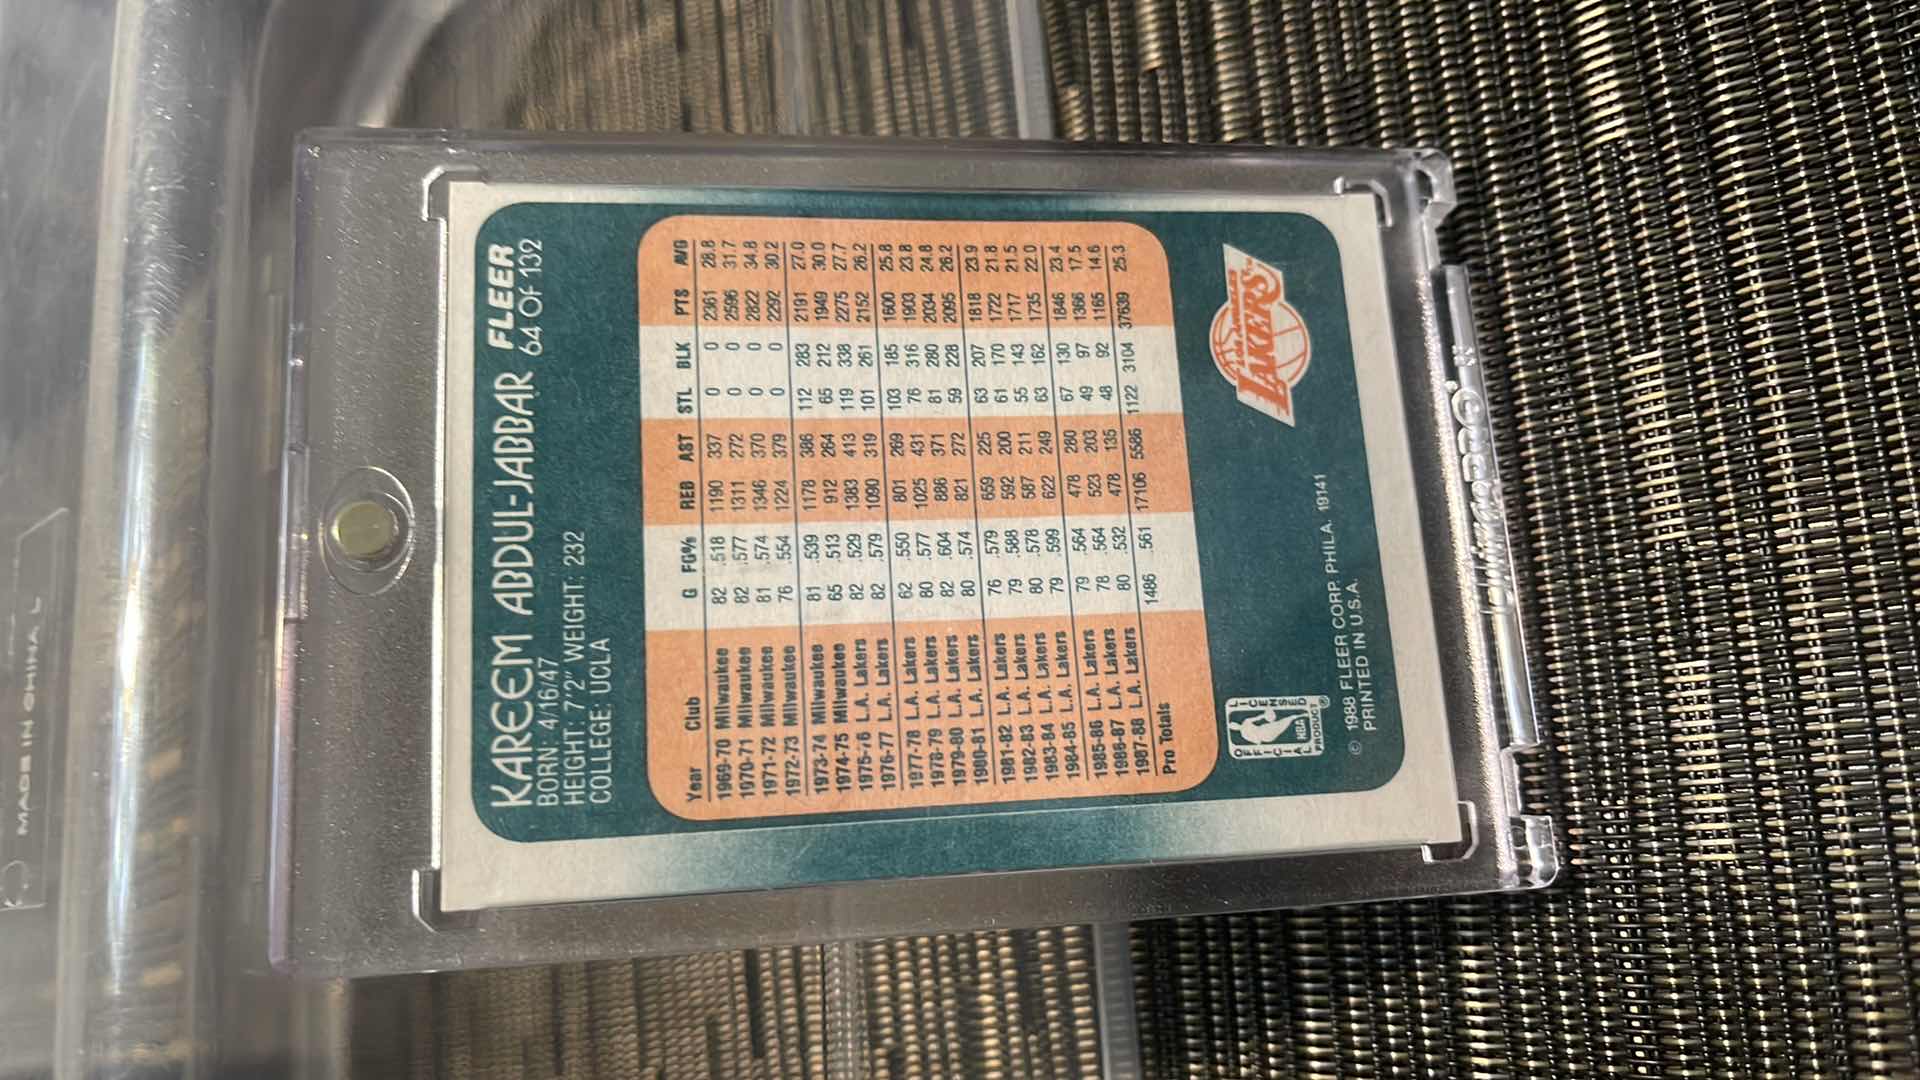 KAREEM ABDUL-JABBAR FLEER
BORN: 4/16/47 64 OF 132
HEIGHT: 7'2" WEIGHT: 232
COLLEGE: UCLA
Year Club G FG% REB AST STL BLK PTS AVG
1969-70 Milwaukee 82 .518 1190 337 0 0 2361 28.8
1970-71 Milwaukee 82 .577 1311 272 0 0 2596 31.7
1971-72 Milwaukee 81 .574 1346 370 0 0 2822 34.8
1972-73 Milwaukee 76 .554 1224 379 0 0 2292 30.2
1973-74 Milwaukee 81 .539 1178 386 112 283 2191 27.0
1974-75 Milwaukee 65 .513 912 264 65 212 1949 30.0
1975-76 L.A. Lakers 82 .529 1383 413 119 338 2275 27.7
1976-77 L.A. Lakers 82 .579 1090 319 101 261 2152 26.2
1977-78 L.A. Lakers 62 .550 801 269 103 185 1600 25.8
1978-79 L.A. Lakers 80 .577 1025 431 76 316 1903 23.8
1979-80 L.A. Lakers 82 .604 886 371 81 280 2034 24.8
1980-81 L.A. Lakers 80 .574 821 272 59 228 2095 26.2
1981-82 L.A. Lakers 76 .579 659 225 63 207 1818 23.9
1982-83 L.A. Lakers 79 .588 592 200 61 170 1722 21.8
1983-84 L.A. Lakers 80 .578 587 211 55 143 1717 21.5
1984-85 L.A. Lakers 79 .599 622 249 63 162 1735 22.0
1985-86 L.A. Lakers 79 .564 478 280 67 130 1846 23.4
1986-87 L.A. Lakers 78 .564 523 203 49 97 1366 17.5
1987-88 L.A. Lakers 80 .532 478 135 48 92 1165 14.6
Pro Totals 1486 .561 17106 5586 1122 3104 37639 25.3
OFFICIAL LICENSED
NBA
PRODUCT ®
LOS ANGELES
LAKERS
© 1988 FLEER CORP. PHILA. 19141
PRINTED IN U.S.A.
MADE IN CHINA